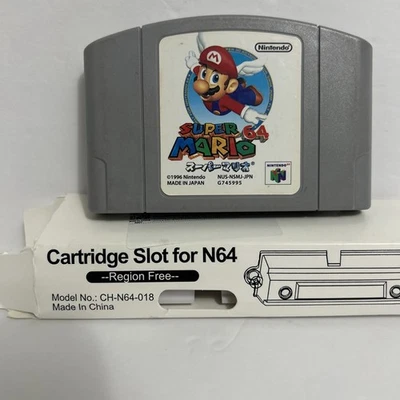 Nintendo
SUPER
MARIO 64
スーパーマリオ
©1996 Nintendo NUS-NSMJ-JPN
MADE IN JAPAN G745995
NINTENDO 64
Cartridge Slot for N64
--Region Free--
Model No.: CH-N64-018
Made In China